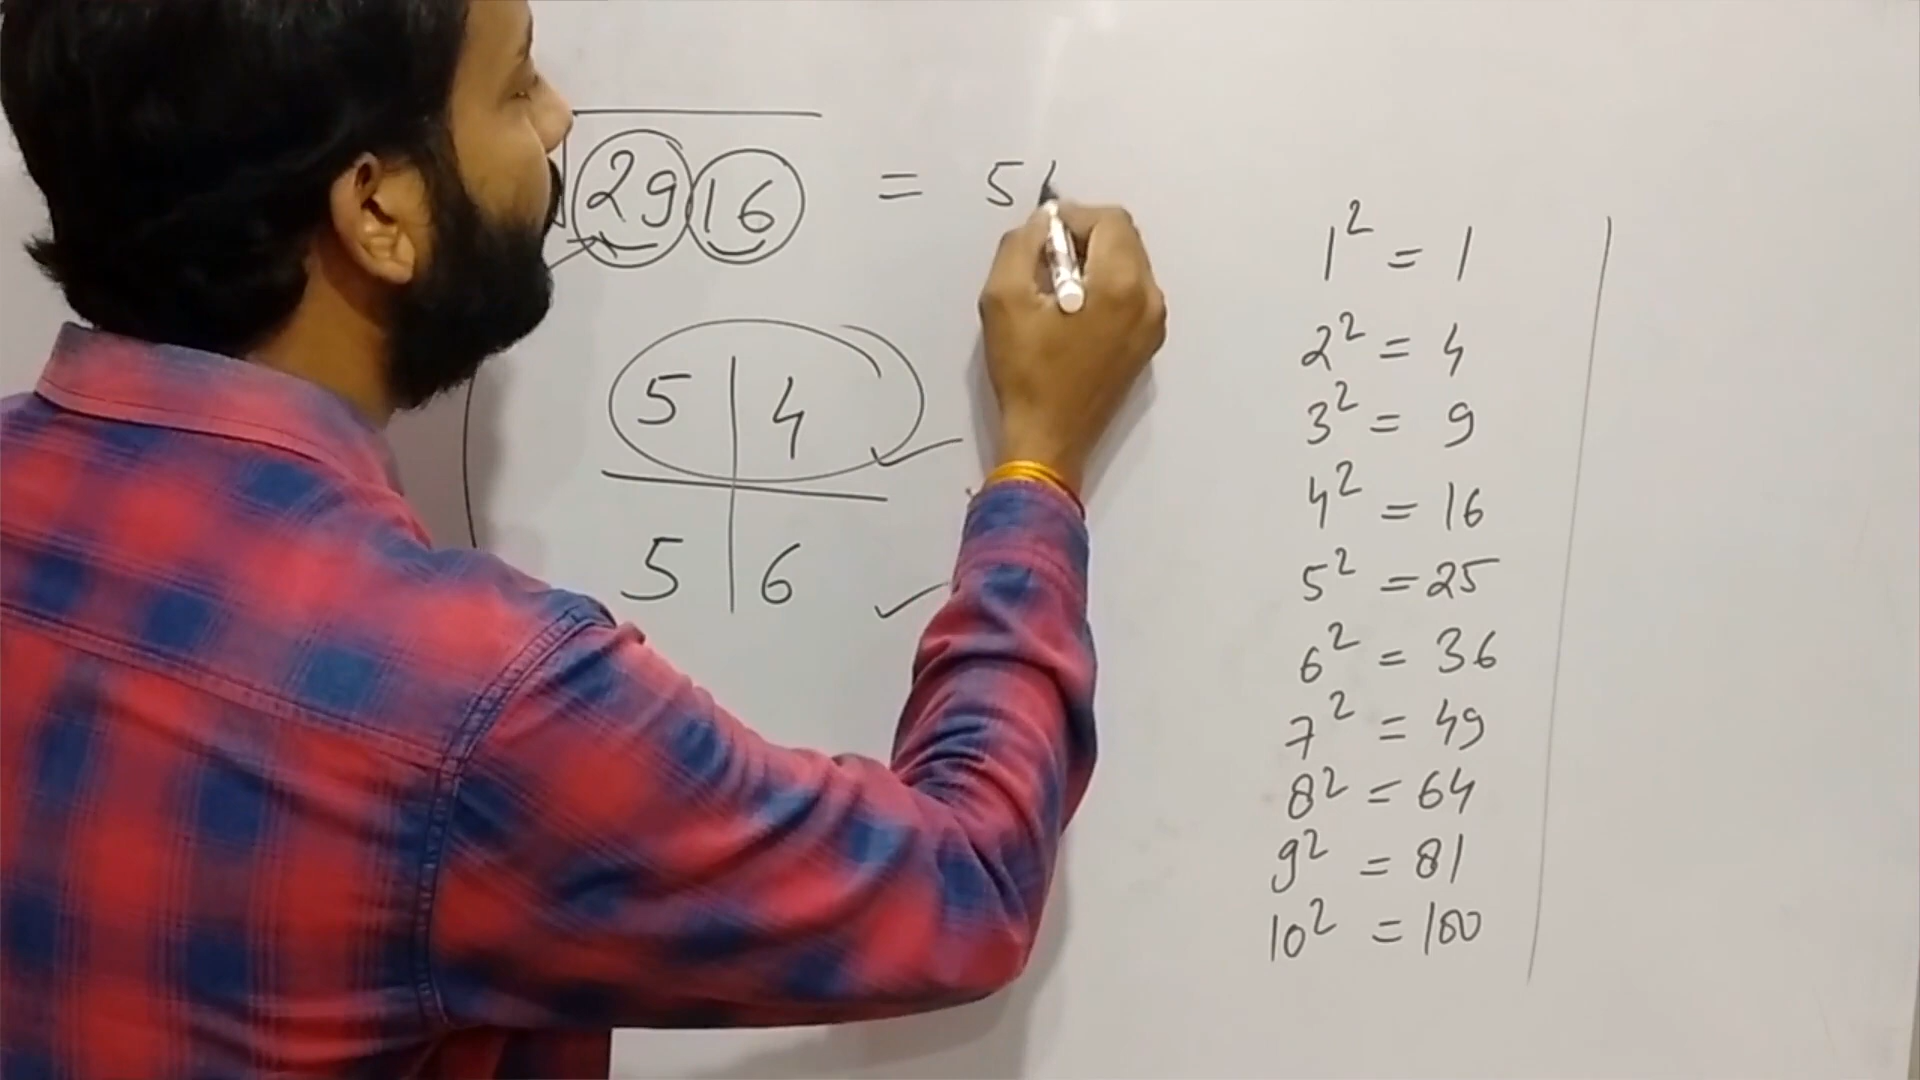 √2916 = 54
5 | 4
5 | 6
1² = 1
2² = 4
3² = 9
4² = 16
5² = 25
6² = 36
7² = 49
8² = 64
9² = 81
10² = 100